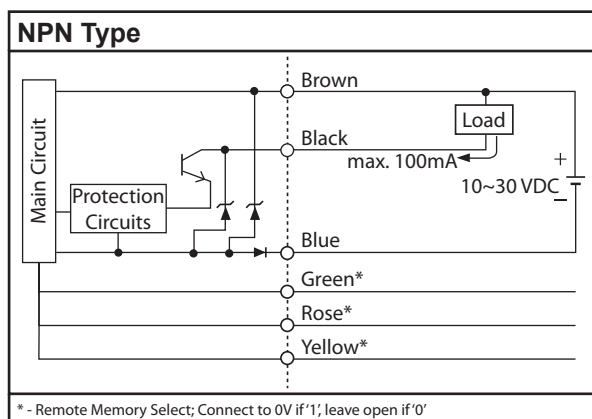 NPN Type
Main Circuit
Protection
Circuits
Brown
Black
max. 100mA
Load
+
10~30 VDC
–
Blue
Green*
Rose*
Yellow*
* - Remote Memory Select; Connect to 0V if '1', leave open if '0'